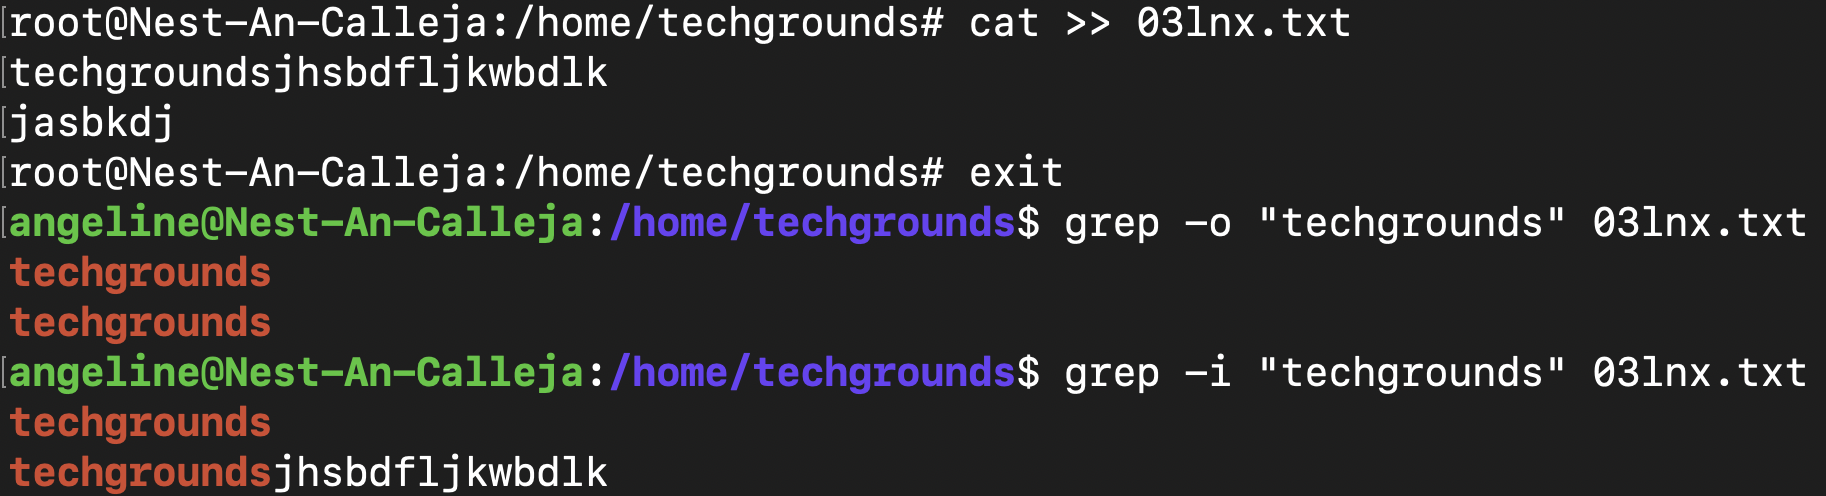 root@Nest-An-Calleja:/home/techgrounds# cat >> 03lnx.txt
techgroundsjhsbdfljkwbdlk
jasbkdj
root@Nest-An-Calleja:/home/techgrounds# exit
angeline@Nest-An-Calleja:/home/techgrounds$ grep -o "techgrounds" 03lnx.txt
techgrounds
techgrounds
angeline@Nest-An-Calleja:/home/techgrounds$ grep -i "techgrounds" 03lnx.txt
techgrounds
techgroundsjhsbdfljkwbdlk